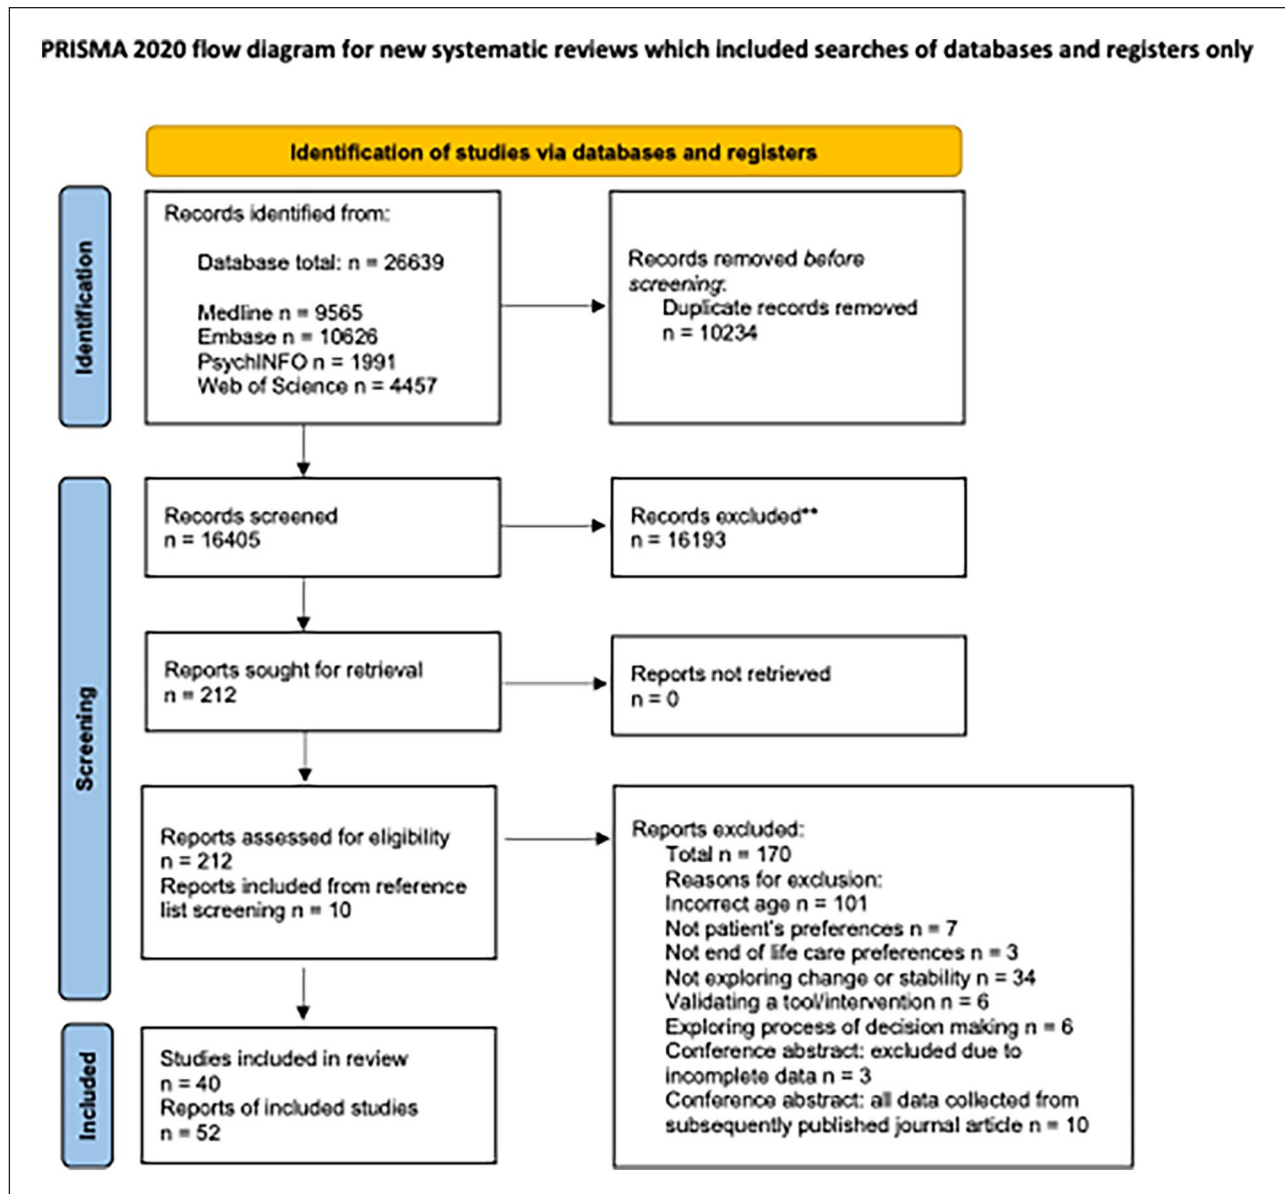 PRISMA 2020 flow diagram for new systematic reviews which included searches of databases and registers only
Identification of studies via databases and registers
Identification
Records identified from:
Database total: n = 26639
Medline n = 9565
Embase n = 10626
PsychINFO n = 1991
Web of Science n = 4457
Records removed before
screening:
Duplicate records removed
n = 10234
Screening
Records screened
n = 16405
Records excluded**
n = 16193
Reports sought for retrieval
n = 212
Reports not retrieved
n = 0
Reports assessed for eligibility
n = 212
Reports included from reference
list screening n = 10
Reports excluded:
Total n = 170
Reasons for exclusion:
Incorrect age n = 101
Not patient's preferences n = 7
Not end of life care preferences n = 3
Not exploring change or stability n = 34
Validating a tool/intervention n = 6
Exploring process of decision making n = 6
Conference abstract: excluded due to
incomplete data n = 3
Conference abstract: all data collected from
subsequently published journal article n = 10
Included
Studies included in review
n = 40
Reports of included studies
n = 52